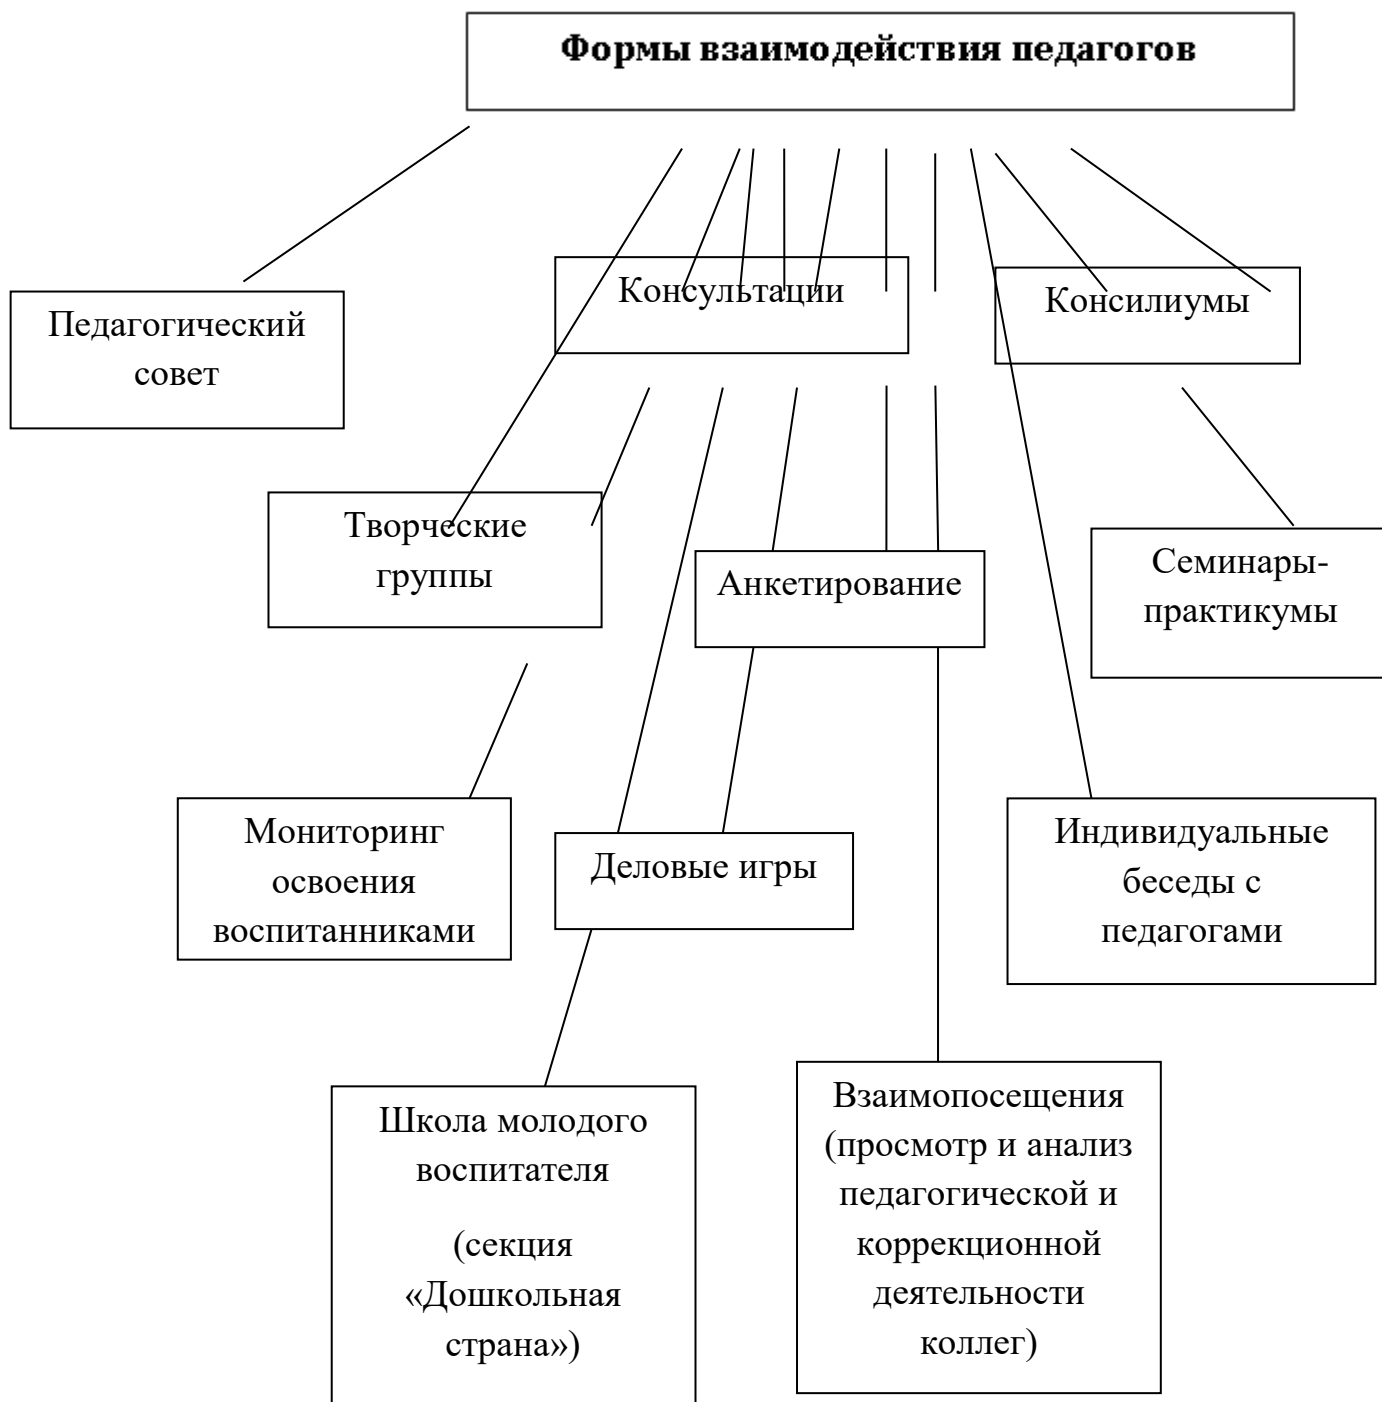 Формы взаимодействия педагогов
Консультации
Консилиумы
Педагогический
совет
Творческие
группы
Анкетирование
Семинары-
практикумы
Мониторинг
освоения
воспитанниками
Деловые игры
Индивидуальные
беседы с
педагогами
Школа молодого
воспитателя
(секция
«Дошкольная
страна»)
Взаимопосещения
(просмотр и анализ
педагогической и
коррекционной
деятельности
коллег)